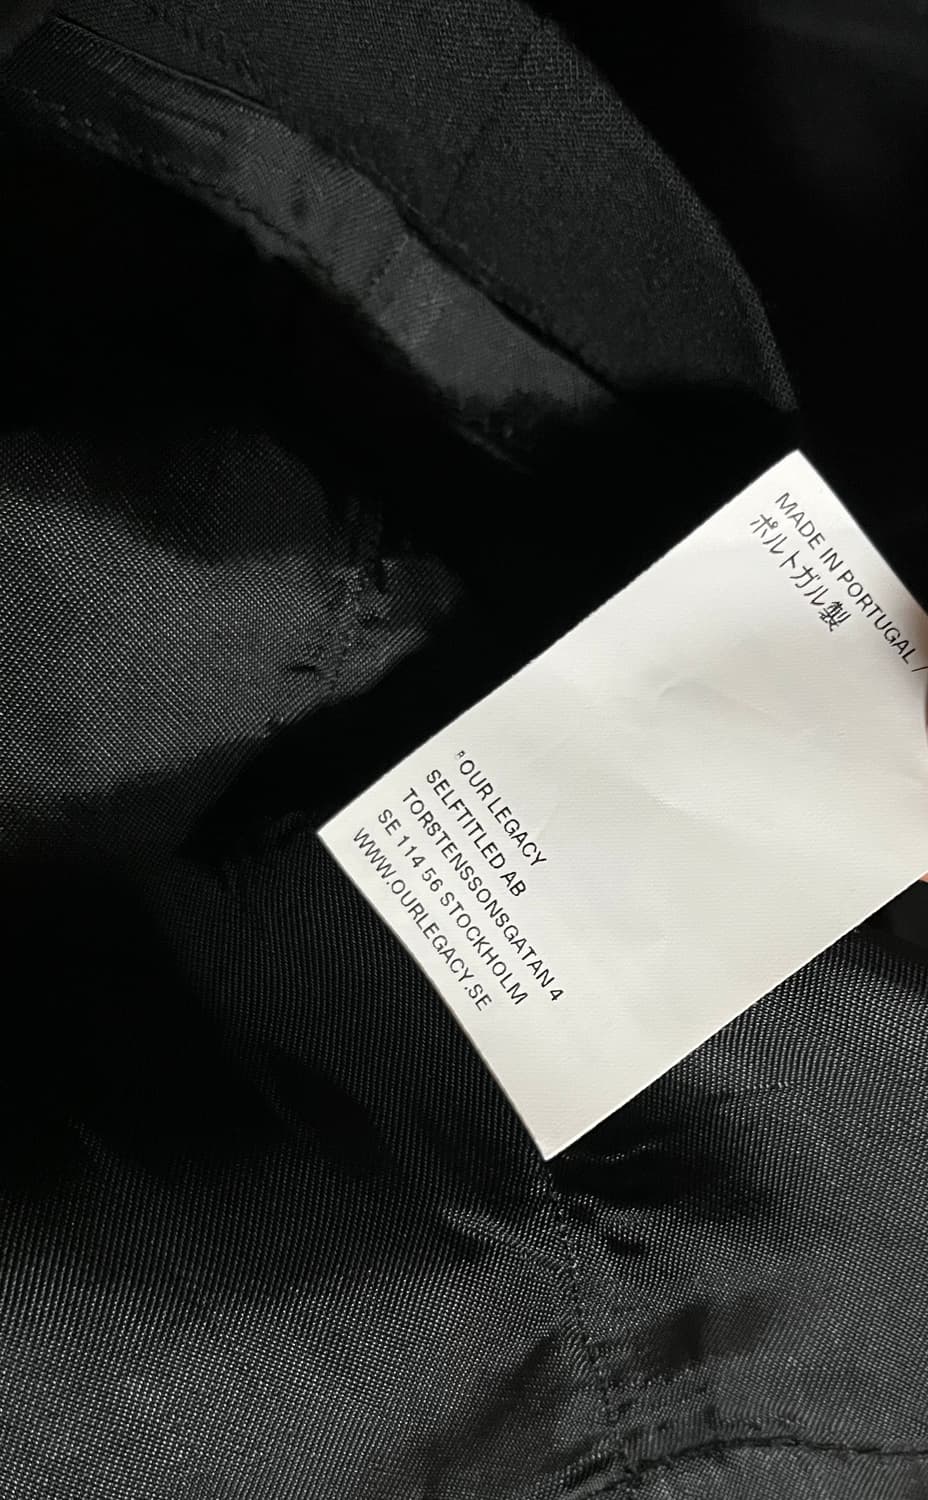 MADE IN PORTUGAL /
ポルトガル製
OUR LEGACY
SELFTITLED AB
TORSTENSSONSGATAN 4
SE 114 56 STOCKHOLM
WWW.OURLEGACY.SE